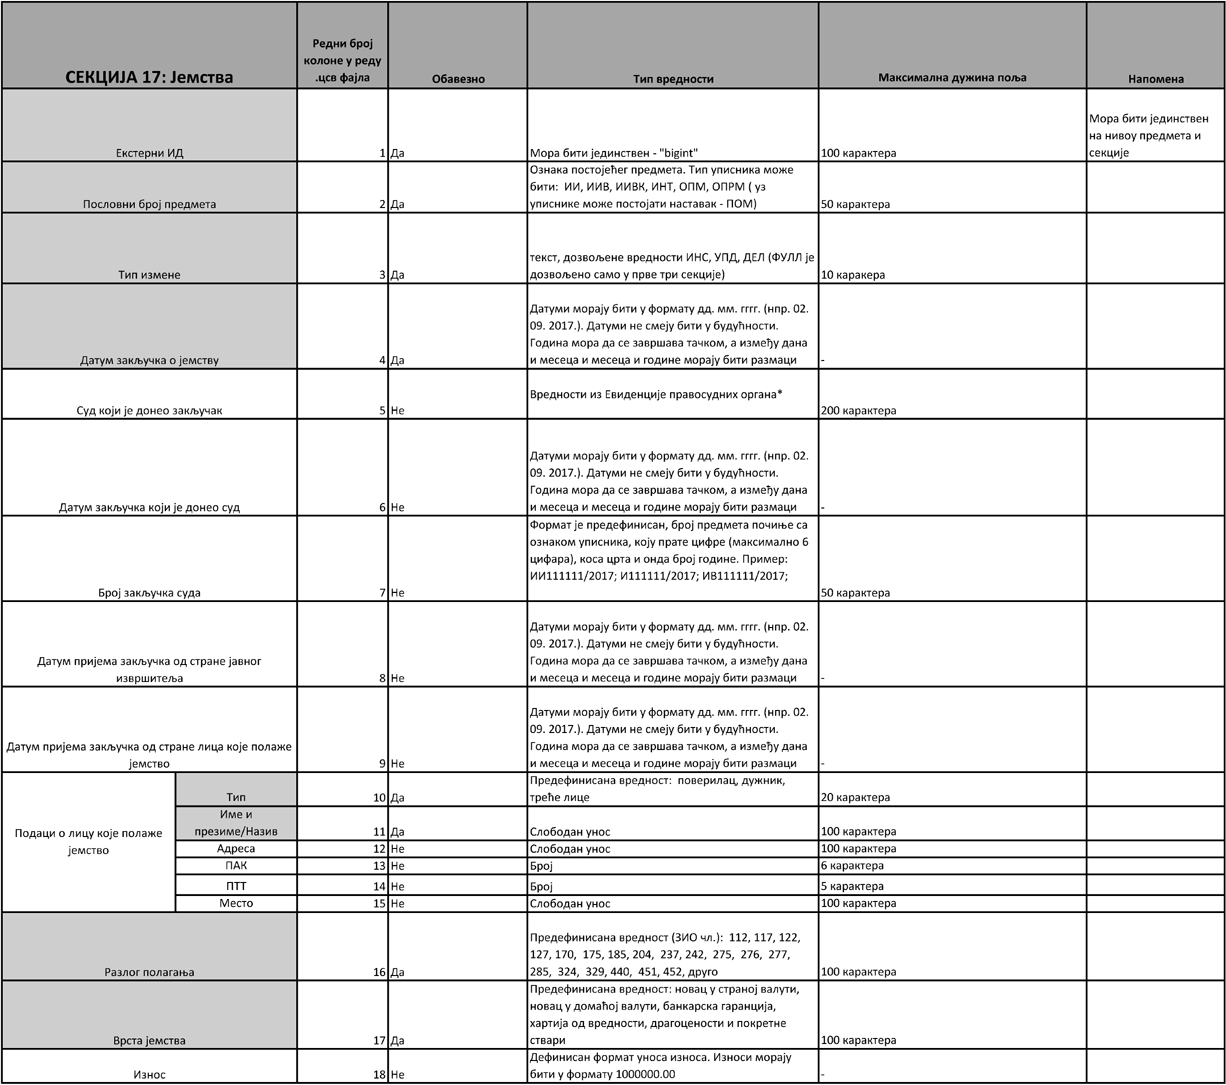 СЕКЦИЈА 17: Јемства
Редни број
колоне у реду
.цсв фајла
Обавезно
Тип вредности
Максимална дужина поља
Напомена
Екстерни ИД
1
Да
Мора бити јединствен - "bigint"
100 карактера
Мора бити јединствен
на нивоу предмета и
секције
Пословни број предмета
2
Да
Ознака постојећег предмета. Тип уписника може
бити:  ИИ, ИИВ, ИИВК, ИНТ, ОПМ, ОПРМ ( уз
уписнике може постојати наставак - ПОМ)
50 карактера
Тип измене
3
Да
текст, дозвољене вредности ИНС, УПД, ДЕЛ (ФУЛЛ је
дозвољено само у прве три секције)
10 каракера
Датум закључка о јемству
4
Да
Датуми морају бити у формату дд. мм. гггг. (нпр. 02.
09. 2017.). Датуми не смеју бити у будућности.
Година мора да се завршава тачком, а између дана
и месеца и месеца и године морају бити размаци
-
Суд који је донео закључак
5
Не
Вредности из Евиденције правосудних органа*
200 карактера
Датум закључка који је донео суд
6
Не
Датуми морају бити у формату дд. мм. гггг. (нпр. 02.
09. 2017.). Датуми не смеју бити у будућности.
Година мора да се завршава тачком, а између дана
и месеца и месеца и године морају бити размаци
-
Број закључка суда
7
Не
Формат је предефинисан, број предмета почиње са
ознаком уписника, коју прате цифре (максимално 6
цифара), коса црта и онда број године. Пример:
ИИ111111/2017; И111111/2017; ИВ111111/2017;
50 карактера
Датум пријема закључка од стране јавног
извршитеља
8
Не
Датуми морају бити у формату дд. мм. гггг. (нпр. 02.
09. 2017.). Датуми не смеју бити у будућности.
Година мора да се завршава тачком, а између дана
и месеца и месеца и године морају бити размаци
-
Датум пријема закључка од стране лица које полаже
јемство
9
Не
Датуми морају бити у формату дд. мм. гггг. (нпр. 02.
09. 2017.). Датуми не смеју бити у будућности.
Година мора да се завршава тачком, а између дана
и месеца и месеца и године морају бити размаци
-
Подаци о лицу које полаже
јемство
Тип
10
Да
Предефинисана вредност:  поверилац, дужник,
треће лице
20 карактера
Име и
презиме/Назив
11
Да
Слободан унос
100 карактера
Адреса
12
Не
Слободан унос
100 карактера
ПАК
13
Не
Број
6 карактера
ПТТ
14
Не
Број
5 карактера
Место
15
Не
Слободан унос
100 карактера
Разлог полагања
16
Да
Предефинисана вредност (ЗИО чл.):  112, 117, 122,
127, 170,  175, 185, 204,  237, 242,  275,  276,  277,
285,  324,  329, 440,  451, 452, друго
100 карактера
Врста јемства
17
Да
Предефинисана вредност: новац у страној валути,
новац у домаћој валути, банкарска гаранција,
хартија од вредности, драгоцености и покретне
ствари
100 карактера
Износ
18
Не
Дефинисан формат уноса износа. Износи морају
бити у формату 1000000.00
-